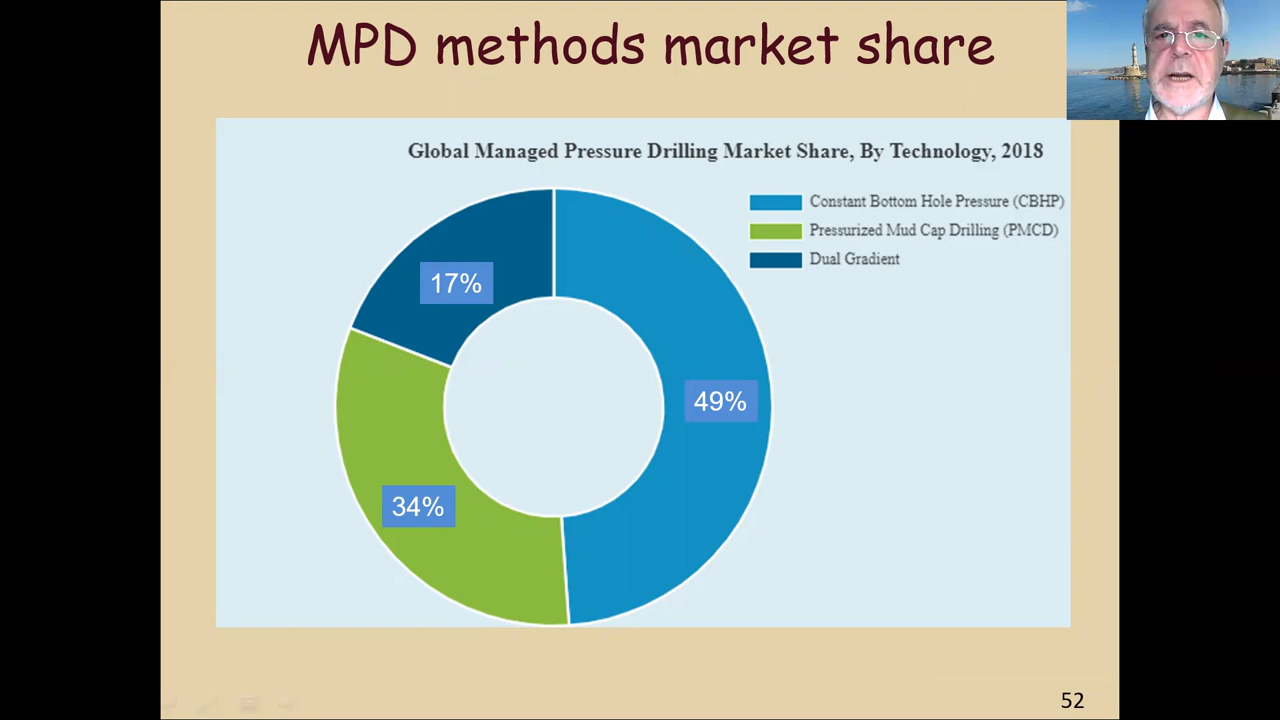 MPD methods market share
Global Managed Pressure Drilling Market Share, By Technology, 2018
Constant Bottom Hole Pressure (CBHP)
Pressurized Mud Cap Drilling (PMCD)
Dual Gradient
17%
49%
34%
52